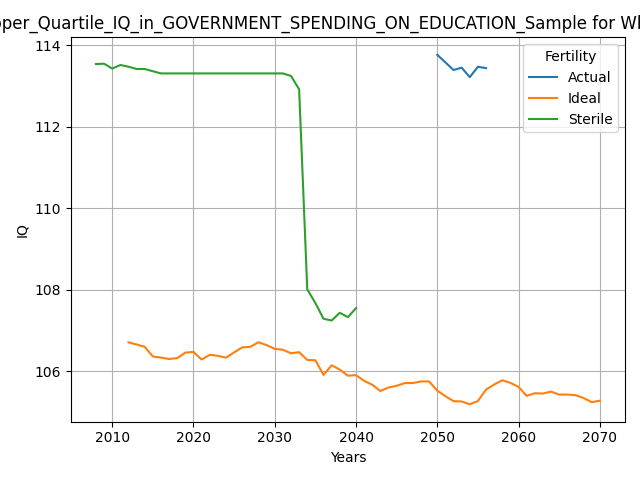 pper_Quartile_IQ_in_GOVERNMENT_SPENDING_ON_EDUCATION_Sample for Wh
114
112
110
108
106
IQ
2010 2020 2030 2040 2050 2060 2070
Years
Fertility
Actual
Ideal
Sterile